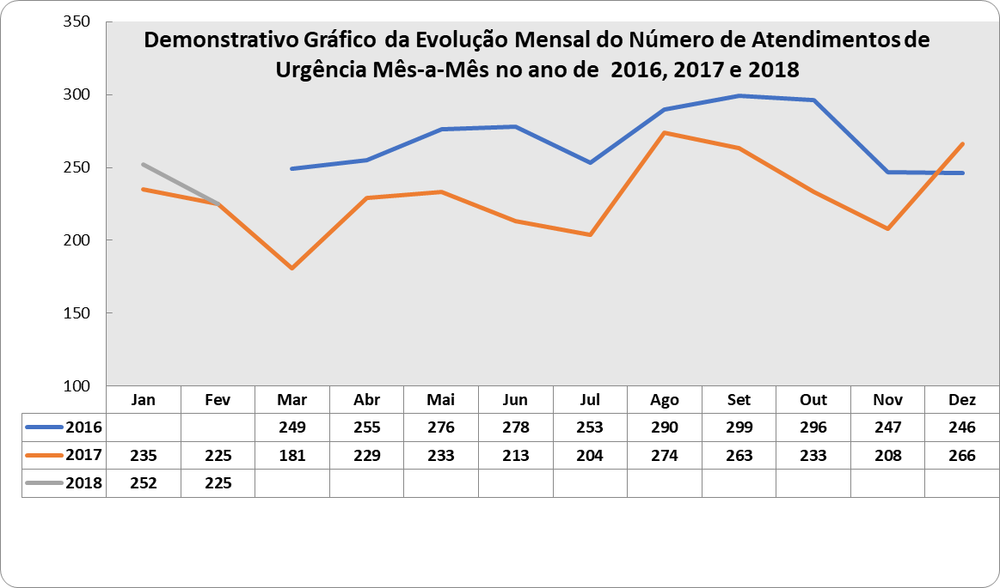 350
Demonstrativo Gráfico da Evolução Mensal do Número de Atendimentos de
Urgência Mês-a-Mês no ano de 2016, 2017 e 2018
300
250
200
150
100
Jan Fev Mar Abr Mai Jun Jul Ago Set Out Nov Dez
2016 249 255 276 278 253 290 299 296 247 246
2017 235 225 181 229 233 213 204 274 263 233 208 266
2018 252 225